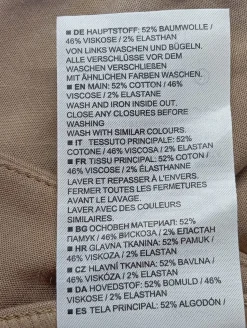 ■ DE HAUPTSTOFF: 52% BAUMWOLLE /
46% VISKOSE / 2% ELASTHAN
VON LINKS WASCHEN UND BÜGELN.
ALLE VERSCHLÜSSE VOR DEM
WASCHEN VERSCHLIEßEN
MIT ÄHNLICHEN FARBEN WASCHEN.
■ EN MAIN: 52% COTTON / 46%
VISCOSE / 2% ELASTANE
WASH AND IRON INSIDE OUT.
CLOSE ANY CLOSURES BEFORE
WASHING
WASH WITH SIMILAR COLOURS.
■ IT TESSUTO PRINCIPALE: 52%
COTONE / 46% VISCOSA / 2% ELASTAN
■ FR TISSU PRINCIPAL: 52% COTON /
46% VISCOSE / 2% ÉLASTHANNE
LAVER ET REPASSER À L'ENVERS.
FERMER TOUTES LES FERMETURES
AVANT LE LAVAGE.
LAVER AVEC DES COULEURS
SIMILAIRES.
■ BG ОСНОВЕН МАТЕРИАЛ: 52%
ПАМУК / 46% ВИСКОЗА / 2% ЕЛАСТАН
■ HR GLAVNA TKANINA: 52% PAMUK /
46% VISKOZA / 2% ELASTAN
■ CZ HLAVNÍ TKANINA: 52% BAVLNA /
46% VISKÓZA / 2% ELASTAN
■ DA HOVEDSTOF: 52% BOMULD / 46%
VISKOSE / 2% ELASTAN
■ ES TELA PRINCIPAL: 52% ALGODÓN /